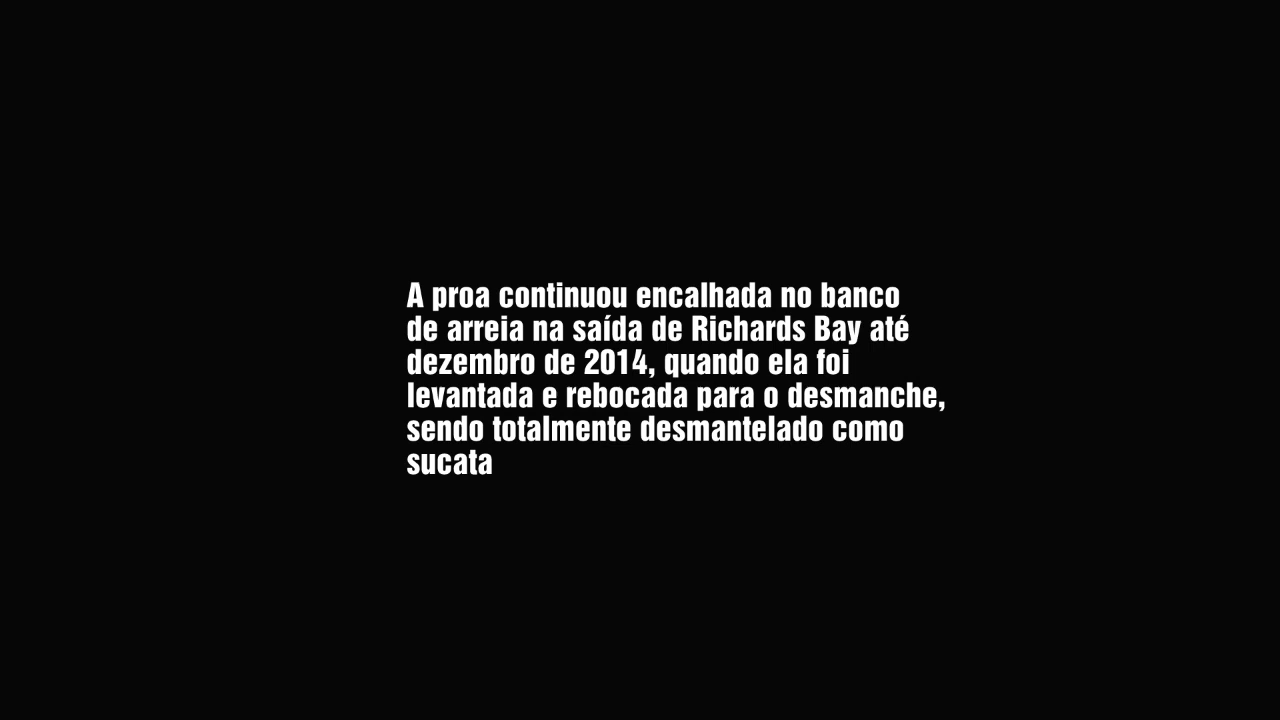 A proa continuou encalhada no banco
de arreia na saída de Richards Bay até
dezembro de 2014, quando ela foi
levantada e rebocada para o desmanche,
sendo totalmente desmantelado como
sucata